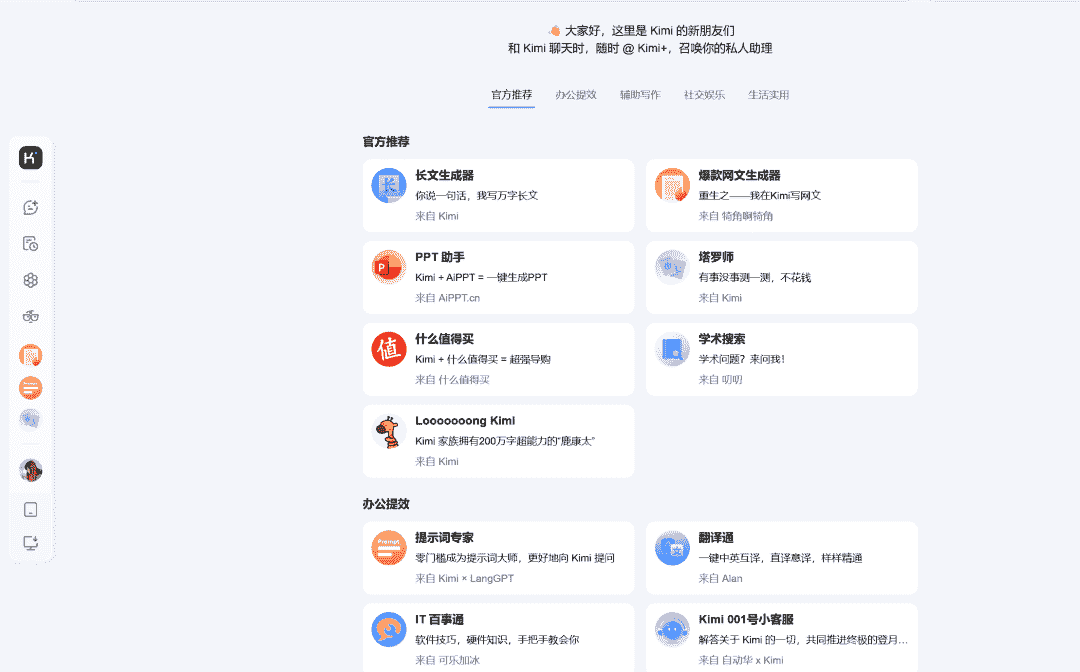 大家好，这里是 Kimi 的新朋友们
和 Kimi 聊天时，随时 @ Kimi+，召唤你的私人助理
官方推荐 办公提效 辅助写作 社交娱乐 生活实用
官方推荐
长文生成器
你说一句话，我写万字长文
来自 Kimi
爆款网文生成器
重生之——我在Kimi写网文
来自 犄角啊犄角
PPT 助手
Kimi + AiPPT = 一键生成PPT
来自 AiPPT.cn
塔罗师
有事没事测一测，不花钱
来自 Kimi
值
什么值得买
Kimi + 什么值得买 = 超强导购
来自 什么值得买
学术搜索
学术问题？来问我！
来自 叨叨
Looooooong Kimi
Kimi 家族拥有200万字超能力的“鹿康太”
来自 Kimi
办公提效
Prompt
提示词专家
零门槛成为提示词大师，更好地向 Kimi 提问
来自 Kimi × LangGPT
翻译通
一键中英互译，直译意译，样样精通
来自 Alan
IT 百事通
软件技巧，硬件知识，手把手教会你
来自 可乐加冰
Kimi 001号小客服
解答关于 Kimi 的一切，共同推进终极的登月...
来自 自动华 x Kimi